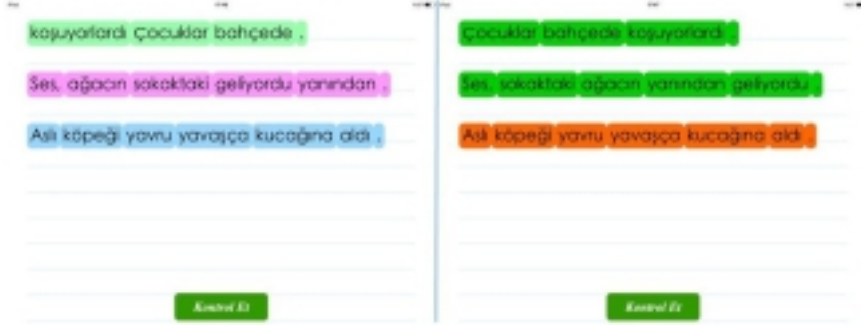 koşuyorlardı Çocuklar bahçede .
Ses, ağacın sokaktaki geliyordu yanından .
Aslı köpeği yavru yavaşça kucağına aldı .
Kontrol Et
Çocuklar bahçede koşuyorlardı .
Ses, sokaktaki ağacın yanından geliyordu .
Aslı köpeği yavru yavaşça kucağına aldı .
Kontrol Et